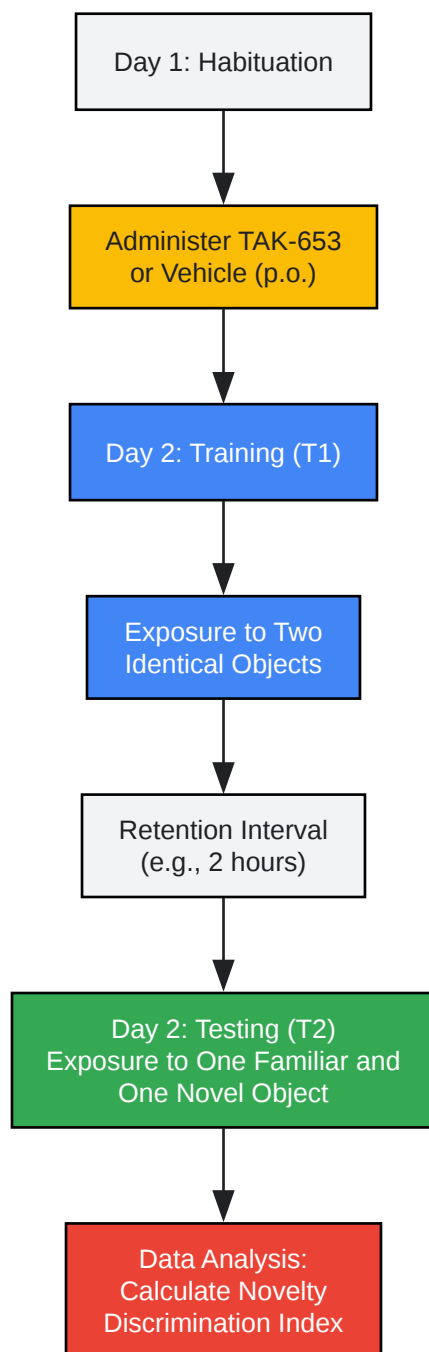 Day 1: Habituation
Administer TAK-653
or Vehicle (p.o.)
Day 2: Training (T1)
Exposure to Two
Identical Objects
Retention Interval
(e.g., 2 hours)
Day 2: Testing (T2)
Exposure to One Familiar and
One Novel Object
Data Analysis:
Calculate Novelty
Discrimination Index